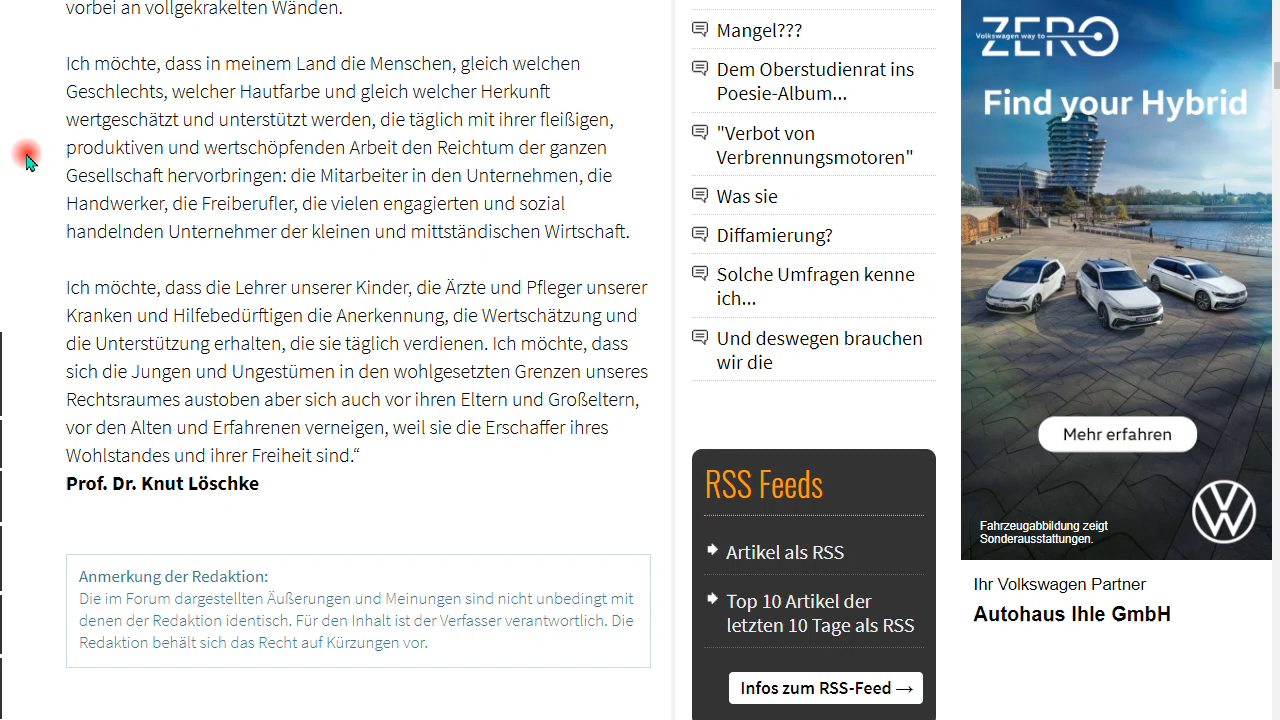 vorbei an vollgekrakelten Wänden.
Ich möchte, dass in meinem Land die Menschen, gleich welchen
Geschlechts, welcher Hautfarbe und gleich welcher Herkunft
wertgeschätzt und unterstützt werden, die täglich mit ihrer fleißigen,
produktiven und wertschöpfenden Arbeit den Reichtum der ganzen
Gesellschaft hervorbringen: die Mitarbeiter in den Unternehmen, die
Handwerker, die Freiberufler, die vielen engagierten und sozial
handelnden Unternehmer der kleinen und mittständischen Wirtschaft.
Ich möchte, dass die Lehrer unserer Kinder, die Ärzte und Pfleger unserer
Kranken und Hilfebedürftigen die Anerkennung, die Wertschätzung und
die Unterstützung erhalten, die sie täglich verdienen. Ich möchte, dass
sich die Jungen und Ungestümen in den wohlgesetzten Grenzen unseres
Rechtsraumes austoben aber sich auch vor ihren Eltern und Großeltern,
vor den Alten und Erfahrenen verneigen, weil sie die Erschaffer ihres
Wohlstandes und ihrer Freiheit sind.“
Prof. Dr. Knut Löschke
Anmerkung der Redaktion:
Die im Forum dargestellten Äußerungen und Meinungen sind nicht unbedingt mit
denen der Redaktion identisch. Für den Inhalt ist der Verfasser verantwortlich. Die
Redaktion behält sich das Recht auf Kürzungen vor.
Mangel???
Dem Oberstudienrat ins
Poesie-Album...
"Verbot von
Verbrennungsmotoren"
Was sie
Diffamierung?
Solche Umfragen kenne
ich...
Und deswegen brauchen
wir die
RSS Feeds
Artikel als RSS
Top 10 Artikel der
letzten 10 Tage als RSS
Infos zum RSS-Feed →
Volkswagen way to
ZERO
Find your Hybrid
Mehr erfahren
Fahrzeugabbildung zeigt
Sonderausstattungen.
Ihr Volkswagen Partner
Autohaus Ihle GmbH